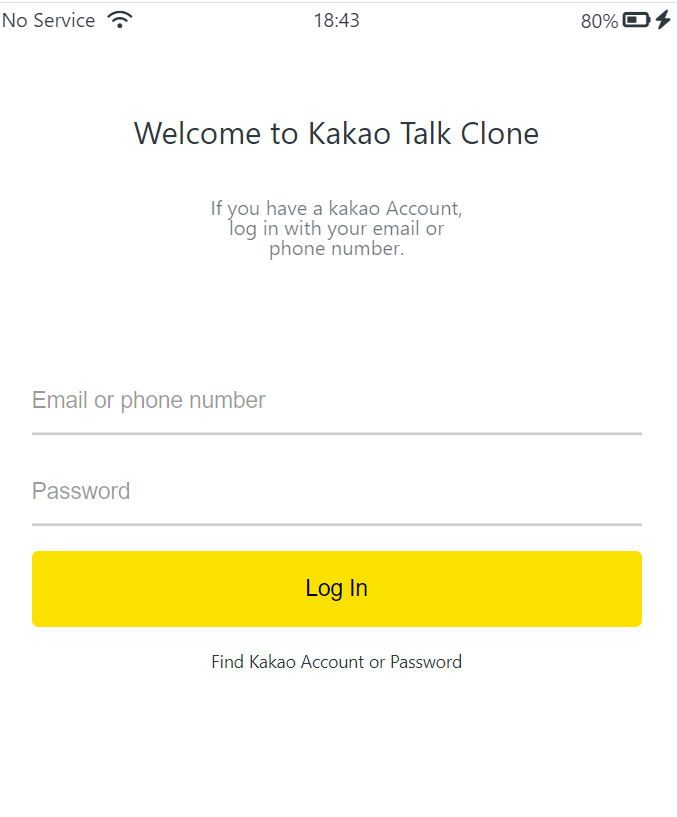 No Service 18:43 80%
Welcome to Kakao Talk Clone
If you have a kakao Account,
log in with your email or
phone number.
Email or phone number
Password
Log In
Find Kakao Account or Password